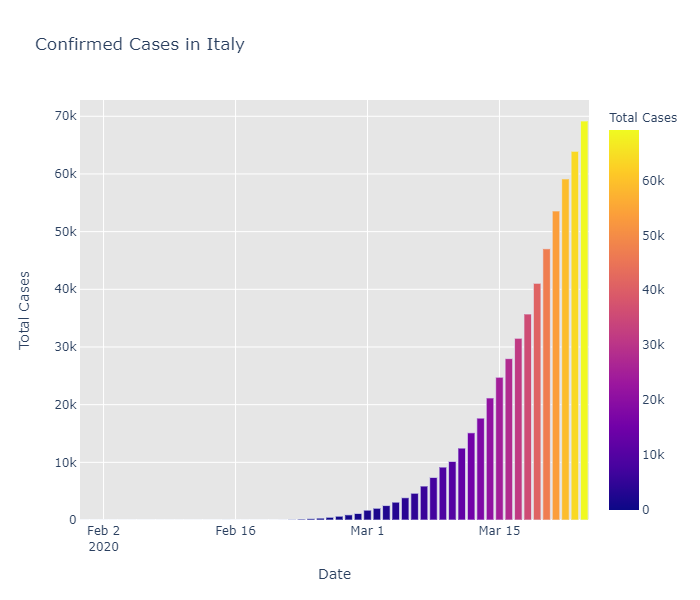 Confirmed Cases in Italy
Total Cases
70k
60k
50k
40k
30k
20k
10k
0
Feb 2
2020
Feb 16
Mar 1
Mar 15
Date
Total Cases
60k
50k
40k
30k
20k
10k
0